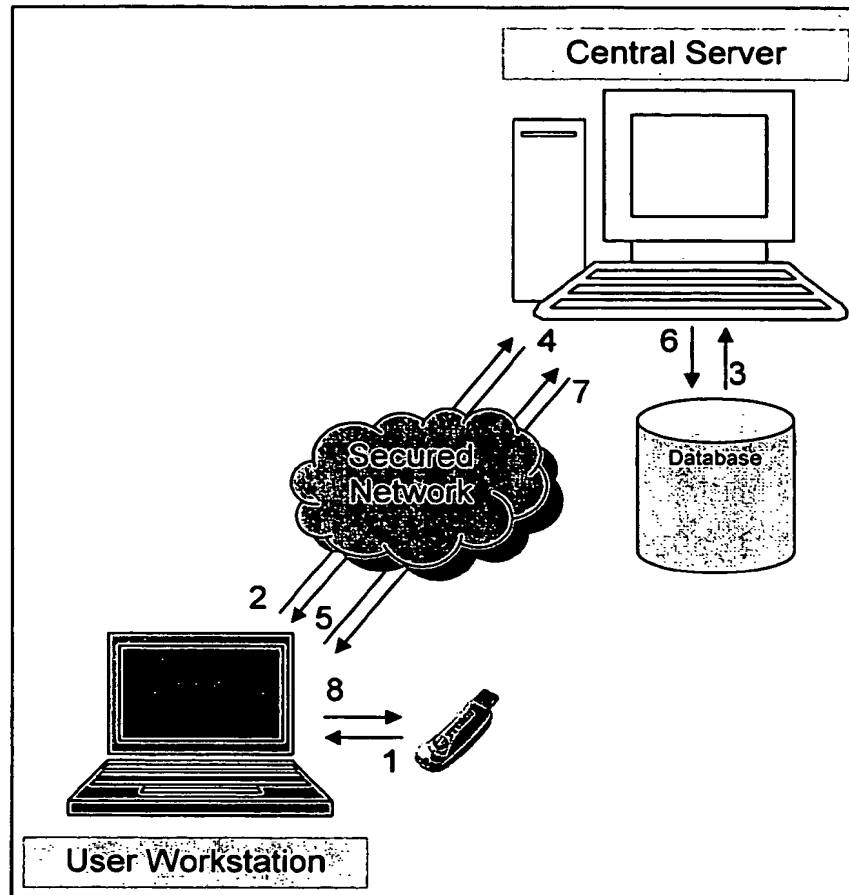 Central Server
4
6
3
7
Database
Secured
Network
2
5
8
1
User Workstation